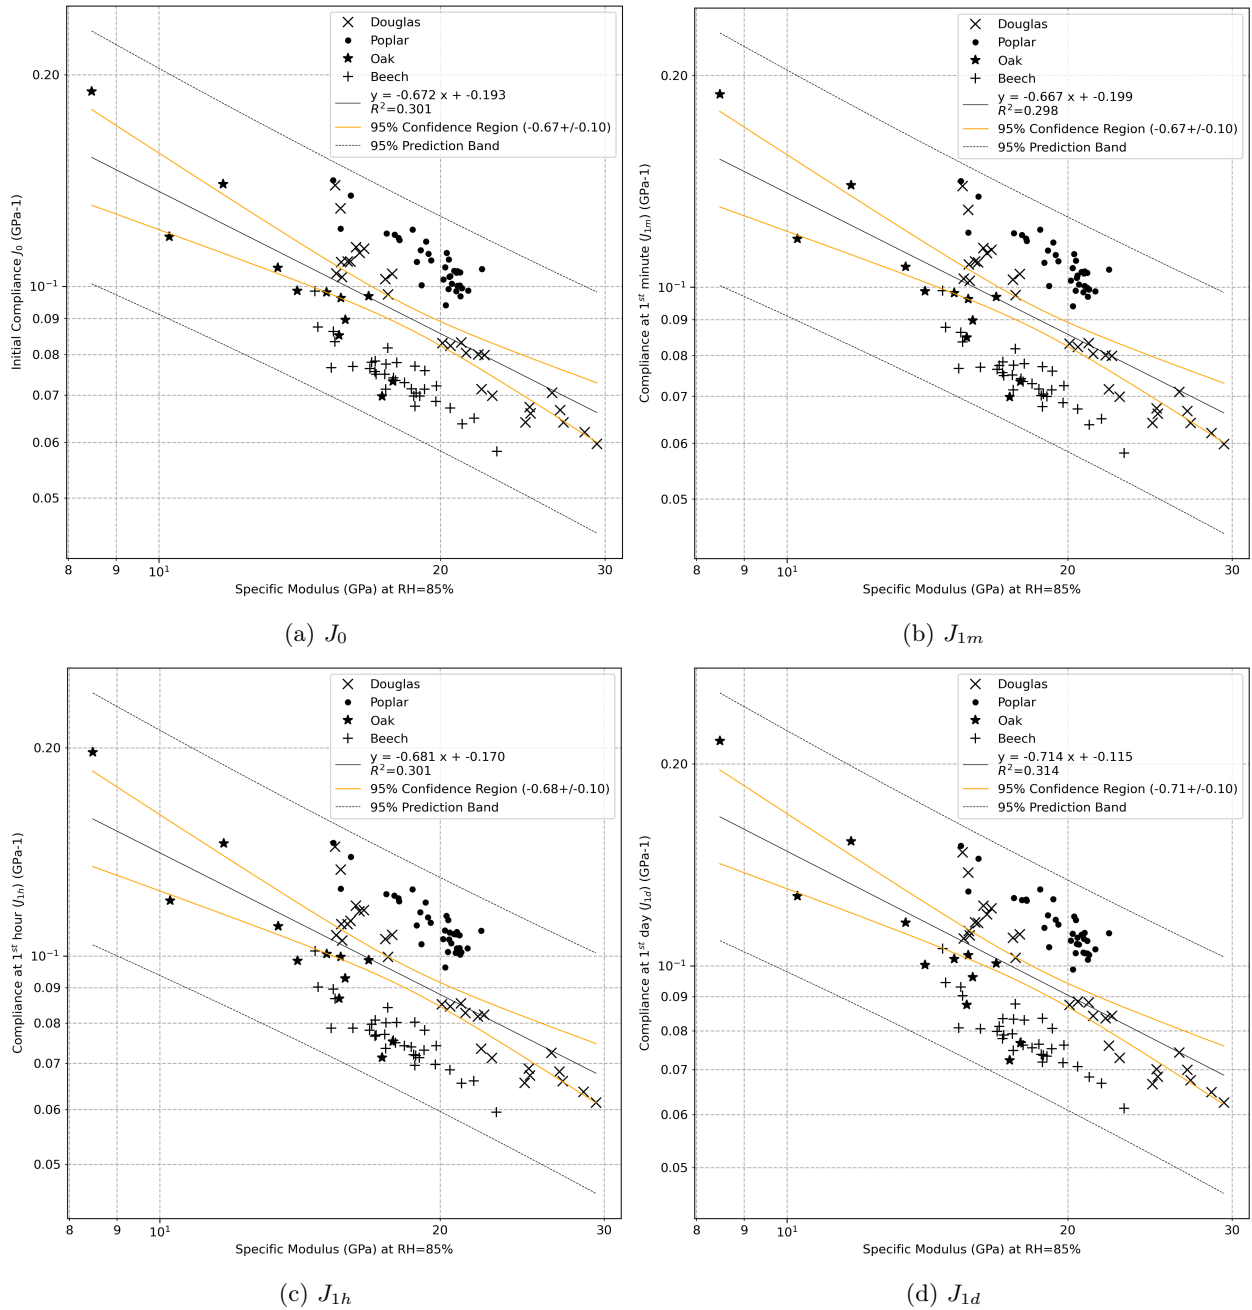 Douglas
Poplar
Oak
Beech
y = -0.672 x + -0.193
R²=0.301
95% Confidence Region (-0.67+/-0.10)
95% Prediction Band
Initial Compliance J₀ (GPa-1)
0.20
10⁻¹
0.09
0.08
0.07
0.06
0.05
8
9
10¹
20
30
Specific Modulus (GPa) at RH=85%
(a) J₀
Douglas
Poplar
Oak
Beech
y = -0.667 x + -0.199
R²=0.298
95% Confidence Region (-0.67+/-0.10)
95% Prediction Band
Compliance at 1ˢᵗ minute (J₁ₘ) (GPa-1)
0.20
10⁻¹
0.09
0.08
0.07
0.06
0.05
8
9
10¹
20
30
Specific Modulus (GPa) at RH=85%
(b) J₁ₘ
Douglas
Poplar
Oak
Beech
y = -0.681 x + -0.170
R²=0.301
95% Confidence Region (-0.68+/-0.10)
95% Prediction Band
Compliance at 1ˢᵗ hour (J₁ₕ) (GPa-1)
0.20
10⁻¹
0.09
0.08
0.07
0.06
0.05
8
9
10¹
20
30
Specific Modulus (GPa) at RH=85%
(c) J₁ₕ
Douglas
Poplar
Oak
Beech
y = -0.714 x + -0.115
R²=0.314
95% Confidence Region (-0.71+/-0.10)
95% Prediction Band
Compliance at 1ˢᵗ day (J₁d) (GPa-1)
0.20
10⁻¹
0.09
0.08
0.07
0.06
0.05
8
9
10¹
20
30
Specific Modulus (GPa) at RH=85%
(d) J₁d